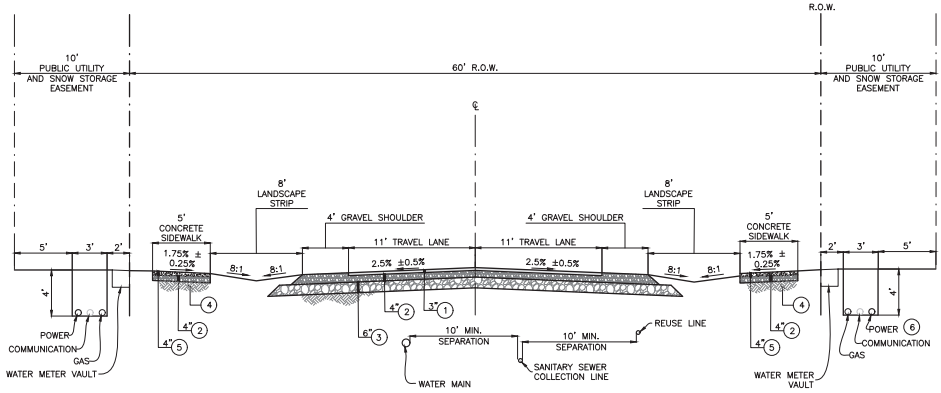 R.O.W.
10'
PUBLIC UTILITY
AND SNOW STORAGE
EASEMENT
60' R.O.W.
10'
PUBLIC UTILITY
AND SNOW STORAGE
EASEMENT
℄
8'
LANDSCAPE
STRIP
8'
LANDSCAPE
STRIP
5'
CONCRETE
SIDEWALK
4' GRAVEL SHOULDER
4' GRAVEL SHOULDER
5'
CONCRETE
SIDEWALK
5'
3'
2'
1.75% ±
0.25%
11' TRAVEL LANE
11' TRAVEL LANE
1.75% ±
0.25%
2'
3'
5'
8:1
8:1
2.5% ±0.5%
2.5% ±0.5%
8:1
8:1
4'
4"
2
4
4"
5
6"
3
4"
2
3"
1
4
4"
2
4"
5
4'
POWER
COMMUNICATION
GAS
WATER METER VAULT
10' MIN.
SEPARATION
10' MIN.
SEPARATION
REUSE LINE
WATER MAIN
SANITARY SEWER
COLLECTION LINE
POWER
6
COMMUNICATION
GAS
WATER METER
VAULT